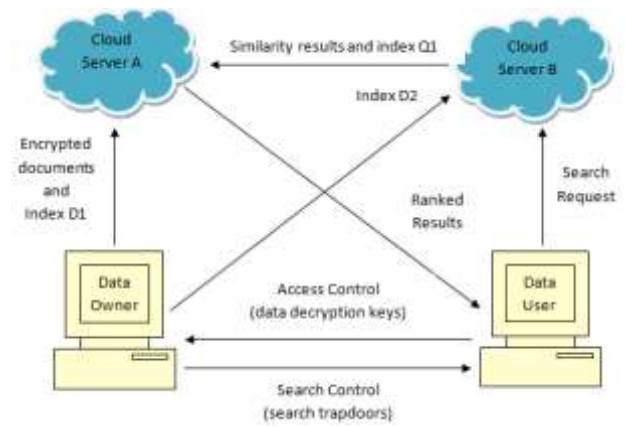 Cloud
Server A
Similarity results and index Q1
Cloud
Server B
Index D2
Encrypted
documents
and
Index D1
Search
Request
Ranked
Results
Data
Owner
Data
User
Access Control
(data decryption keys)
Search Control
(search trapdoors)